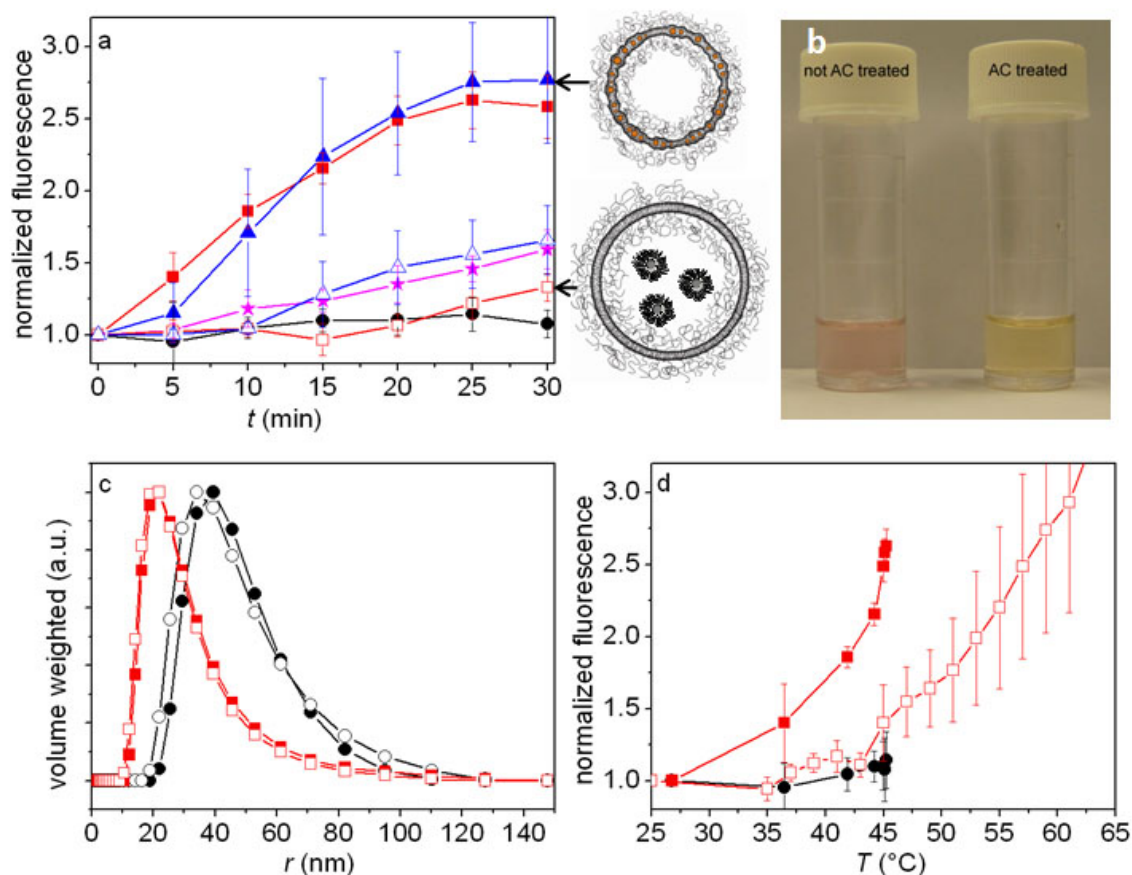 a
3.0
2.5
2.0
1.5
1.0
normalized fluorescence
0 5 10 15 20 25 30
t (min)
b
not AC treated
AC treated
c
volume weighted (a.u.)
0 20 40 60 80 100 120 140
r (nm)
d
3.0
2.5
2.0
1.5
1.0
normalized fluorescence
25 30 35 40 45 50 55 60 65
T (°C)